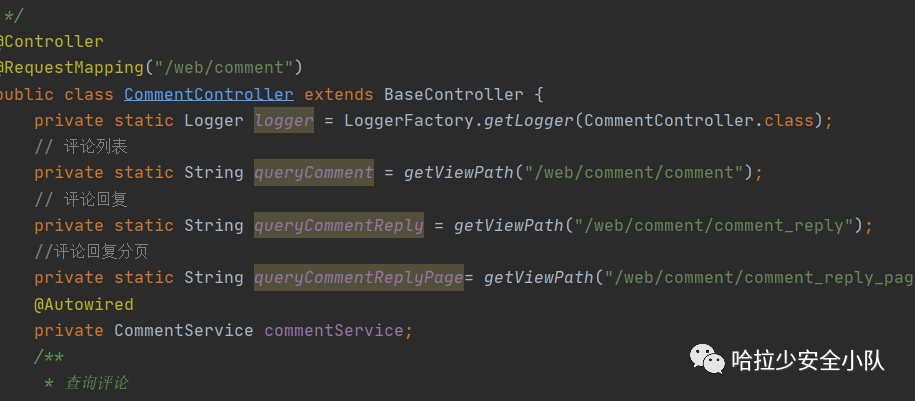 */
@Controller
@RequestMapping("/web/comment")
public class CommentController extends BaseController {
private static Logger logger = LoggerFactory.getLogger(CommentController.class);
// 评论列表
private static String queryComment = getViewPath("/web/comment/comment");
// 评论回复
private static String queryCommentReply = getViewPath("/web/comment/comment_reply");
//评论回复分页
private static String queryCommentReplyPage= getViewPath("/web/comment/comment_reply_pag
@Autowired
private CommentService commentService;
/**
* 查询评论
哈拉少安全小队